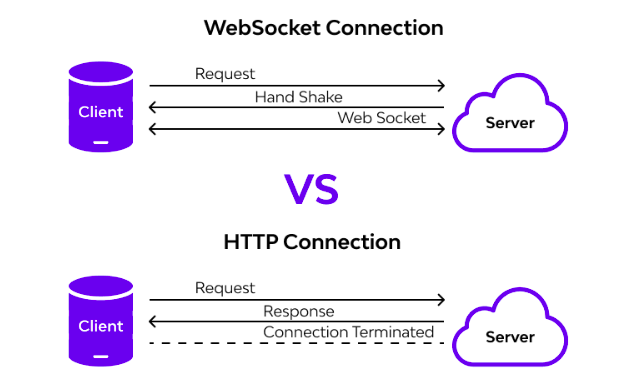 WebSocket Connection
Request
Hand Shake
Client
Web Socket
Server
VS
HTTP Connection
Request
Response
Client
Connection Terminated
Server